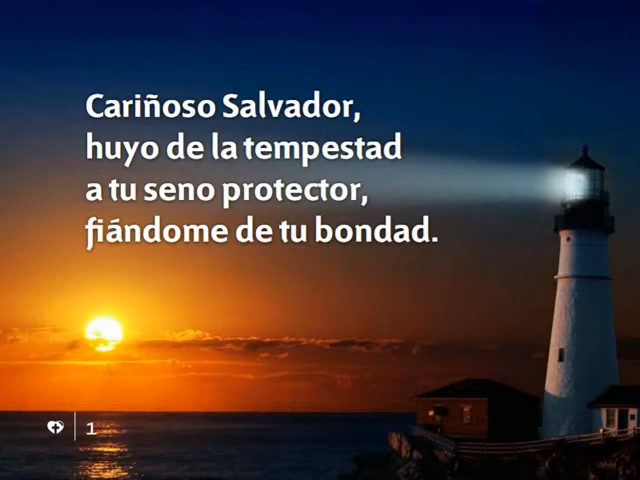 Cariñoso Salvador,
huyo de la tempestad
a tu seno protector,
fiándome de tu bondad.
1